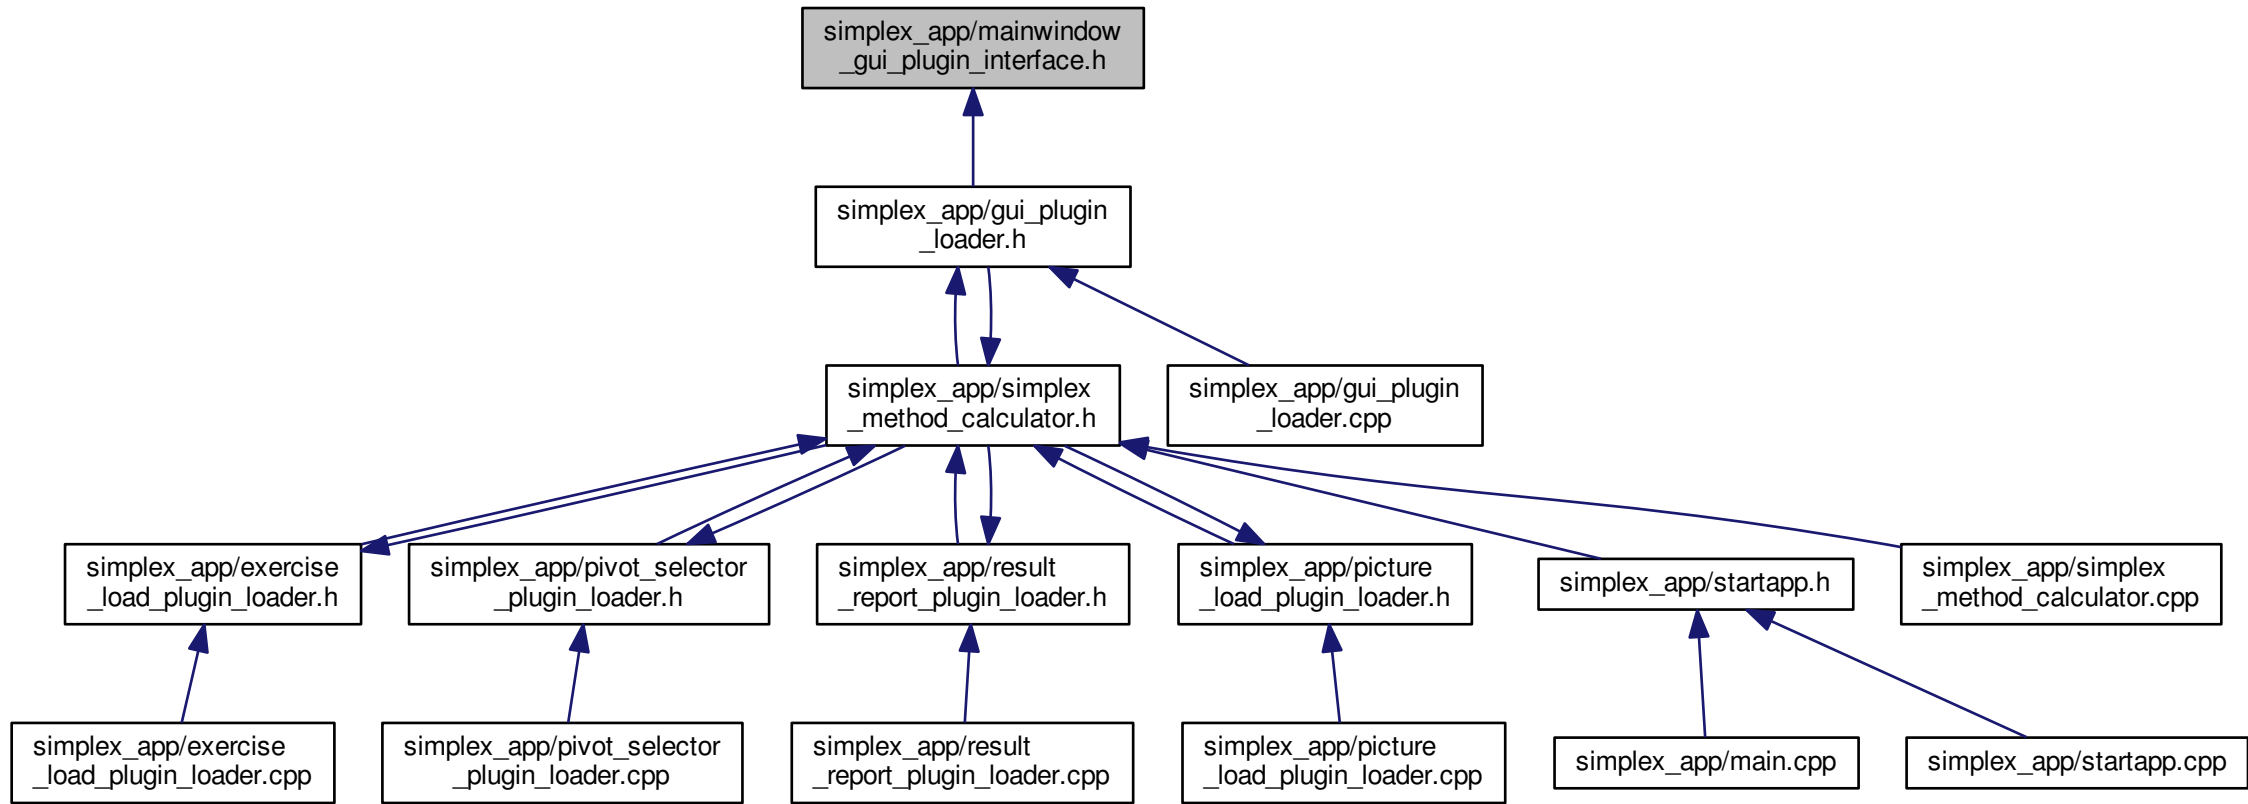 simplex_app/mainwindow
_gui_plugin_interface.h
simplex_app/gui_plugin
_loader.h
simplex_app/simplex
_method_calculator.h
simplex_app/gui_plugin
_loader.cpp
simplex_app/exercise
_load_plugin_loader.h
simplex_app/pivot_selector
_plugin_loader.h
simplex_app/result
_report_plugin_loader.h
simplex_app/picture
_load_plugin_loader.h
simplex_app/startapp.h
simplex_app/simplex
_method_calculator.cpp
simplex_app/exercise
_load_plugin_loader.cpp
simplex_app/pivot_selector
_plugin_loader.cpp
simplex_app/result
_report_plugin_loader.cpp
simplex_app/picture
_load_plugin_loader.cpp
simplex_app/main.cpp
simplex_app/startapp.cpp